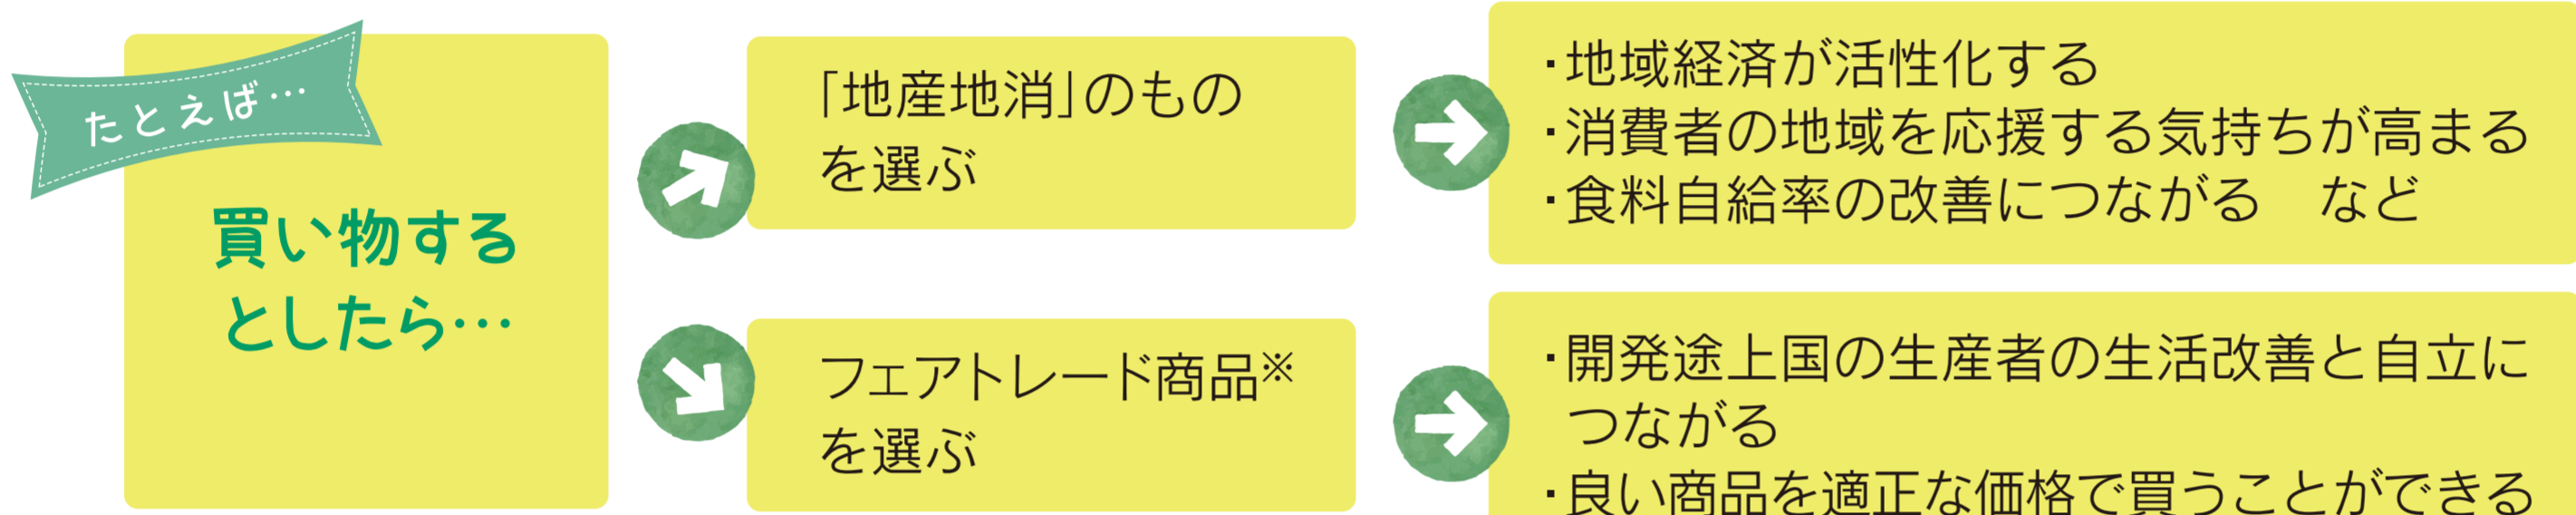 たとえば…
買い物する
としたら…
「地産地消」のもの
を選ぶ
・地域経済が活性化する
・消費者の地域を応援する気持ちが高まる
・食料自給率の改善につながる　など
フェアトレード商品※
を選ぶ
・開発途上国の生産者の生活改善と自立に
つながる
・良い商品を適正な価格で買うことができる